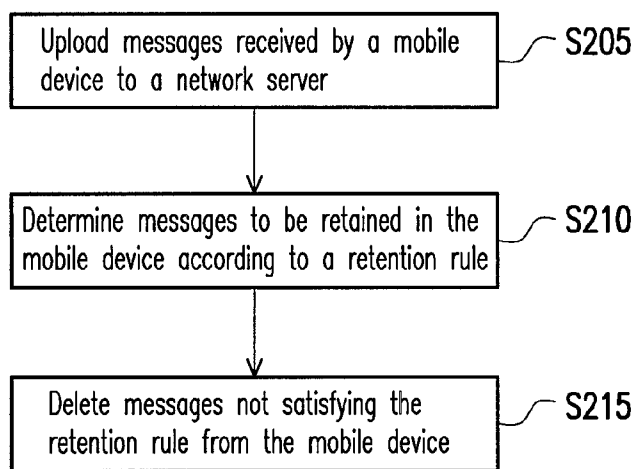 Upload messages received by a mobile
device to a network server
S205
Determine messages to be retained in the
mobile device according to a retention rule
S210
Delete messages not satisfying the
retention rule from the mobile device
S215